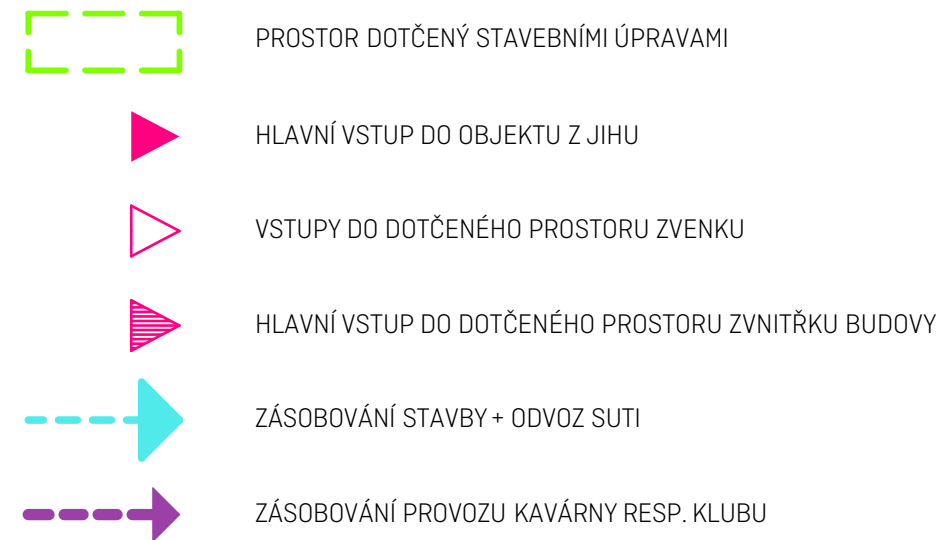 PROSTOR DOTČENÝ STAVEBNÍMI ÚPRAVAMI
HLAVNÍ VSTUP DO OBJEKTU Z JIHU
VSTUPY DO DOTČENÉHO PROSTORU ZVENKU
HLAVNÍ VSTUP DO DOTČENÉHO PROSTORU ZVNITŘKU BUDOVY
ZÁSOBOVÁNÍ STAVBY + ODVOZ SUTI
ZÁSOBOVÁNÍ PROVOZU KAVÁRNY RESP. KLUBU